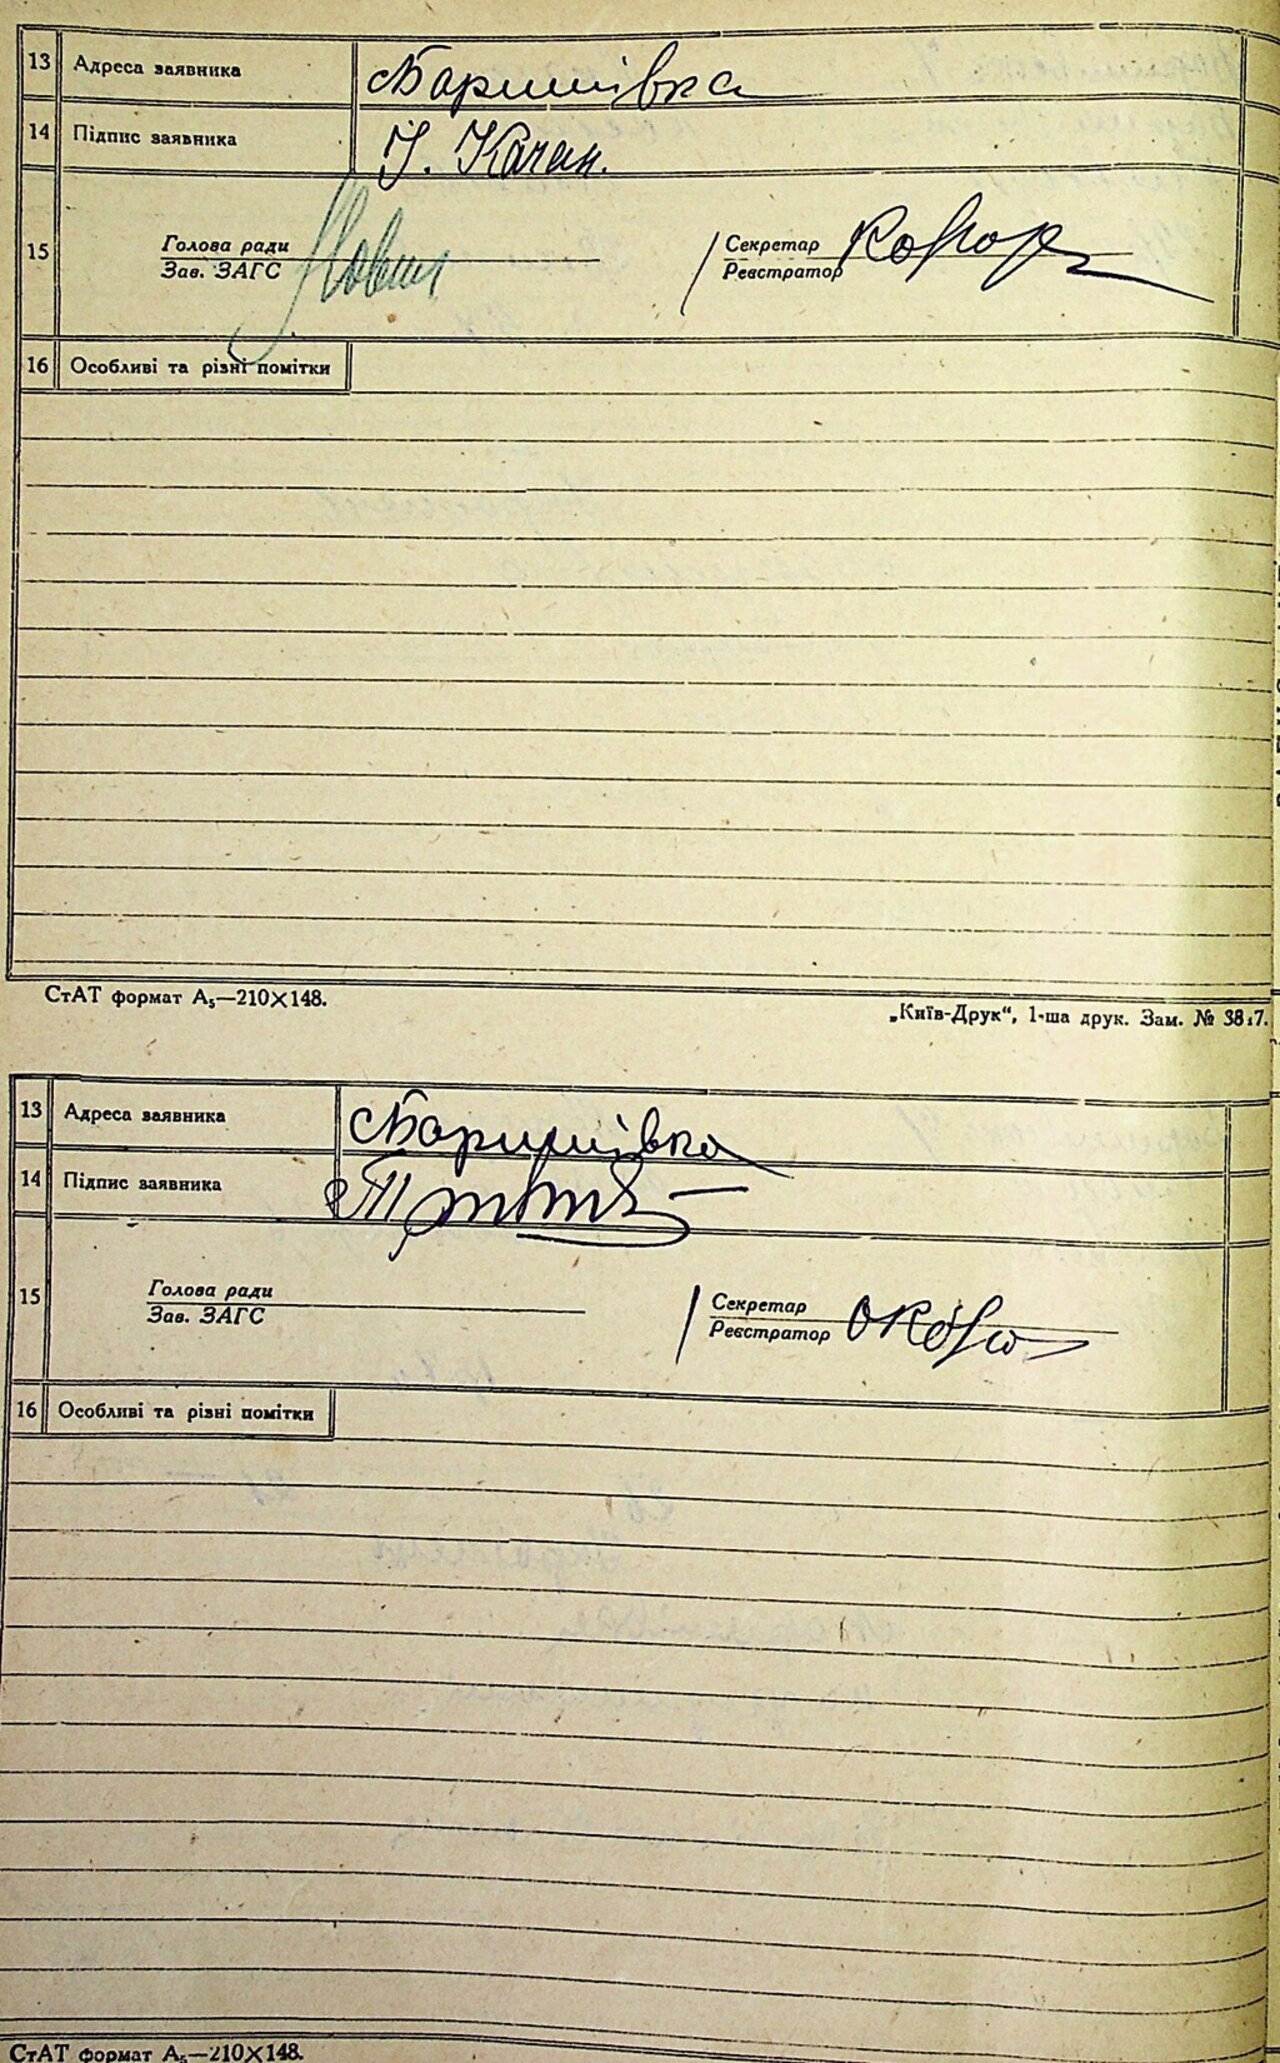 13 Адреса заявника Баришівка
14 Підпис заявника І. Качан.
15 Голова ради Секретар
Зав. ЗАГС Реєстратор
16 Особливі та різні помітки
СтАТ формат А₅—210×148.
„Київ-Друк“, 1-ша друк. Зам. №
13 Адреса заявника Баришівка
14 Підпис заявника
15 Голова ради Секретар
Зав. ЗАГС Реєстратор
16 Особливі та різні помітки
СтАТ формат А₅—210×148.